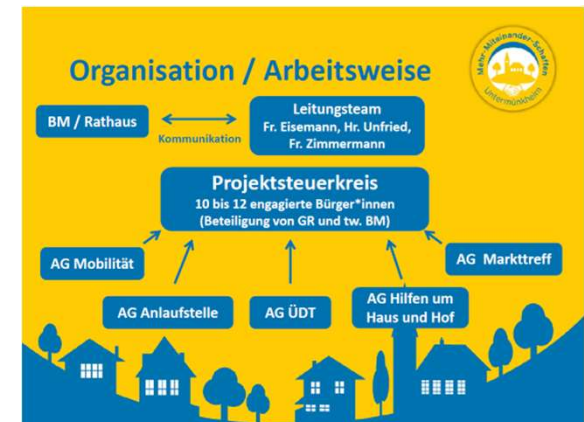 Organisation / Arbeitsweise
Mehr-Miteinander-Schaffen
Untermünkheim
BM / Rathaus
Kommunikation
Leitungsteam
Fr. Eisemann, Hr. Unfried,
Fr. Zimmermann
Projektsteuerkreis
10 bis 12 engagierte Bürger*innen
(Beteiligung von GR und tw. BM)
AG Mobilität
AG Markttreff
AG Anlaufstelle
AG ÜDT
AG Hilfen um
Haus und Hof